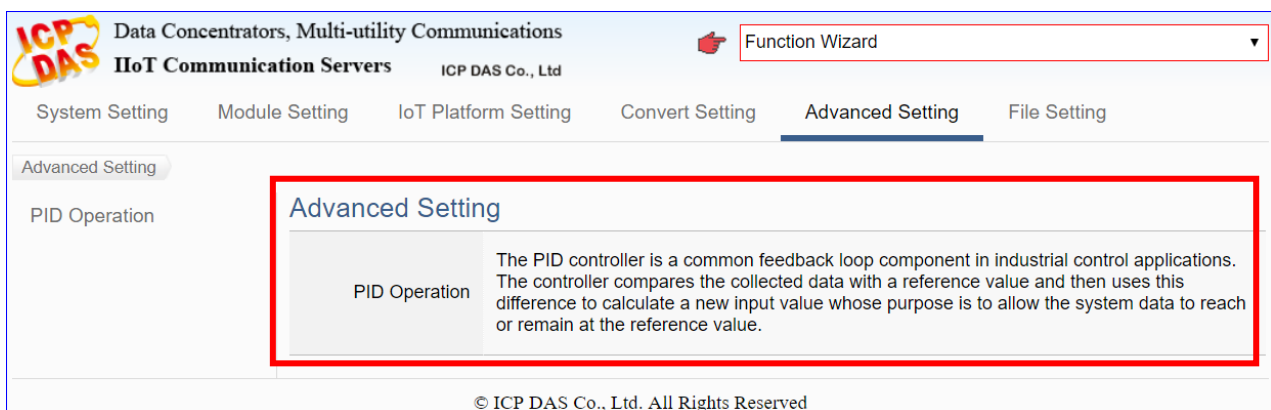 ICP DAS
Data Concentrators, Multi-utility Communications
IIoT Communication Servers ICP DAS Co., Ltd
Function Wizard
System Setting Module Setting IoT Platform Setting Convert Setting Advanced Setting File Setting
Advanced Setting
PID Operation
Advanced Setting
PID Operation
The PID controller is a common feedback loop component in industrial control applications.
The controller compares the collected data with a reference value and then uses this
difference to calculate a new input value whose purpose is to allow the system data to reach
or remain at the reference value.
© ICP DAS Co., Ltd. All Rights Reserved